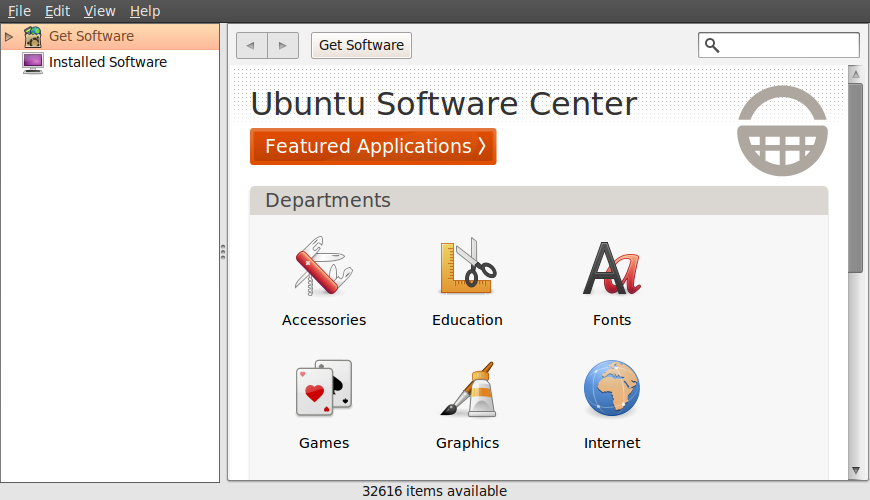 File Edit View Help
Get Software
Installed Software
Get Software
Ubuntu Software Center
Featured Applications
Departments
Accessories Education Fonts
Games Graphics Internet
32616 items available